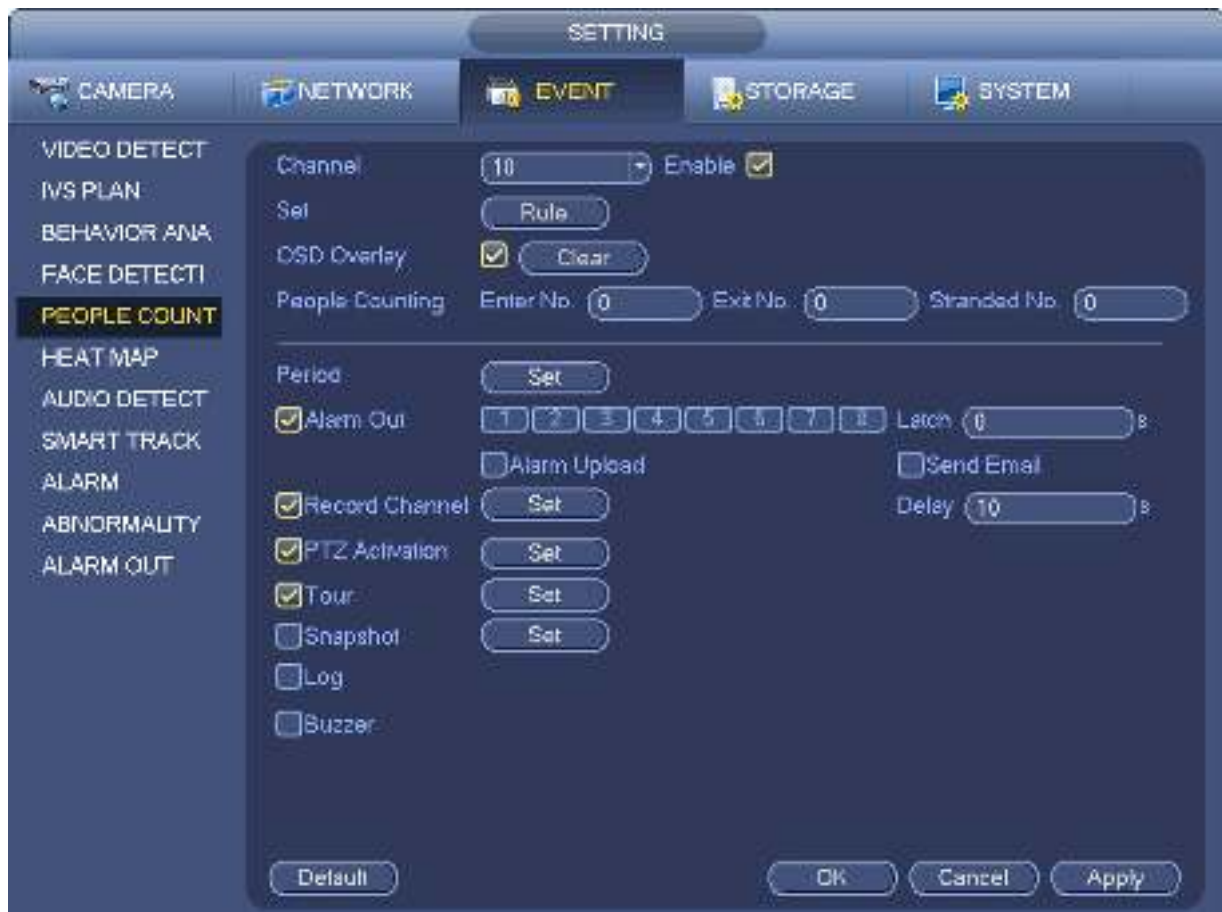 SETTING
CAMERA NETWORK EVENT STORAGE SYSTEM
VIDEO DETECT
IVS PLAN
BEHAVIOR ANA
FACE DETECTI
PEOPLE COUNT
HEAT MAP
AUDIO DETECT
SMART TRACK
ALARM
ABNORMALITY
ALARM OUT
Channel 10 Enable
Set Rule
OSD Overlay Clear
People Counting Enter No. 0 Exit No. 0 Stranded No. 0
Period Set
Alarm Out 1 2 3 4 5 6 7 8 Latch 0 s
Alarm Upload Send Email
Record Channel Set Delay 10 s
PTZ Activation Set
Tour Set
Snapshot Set
Log
Buzzer
Default OK Cancel Apply